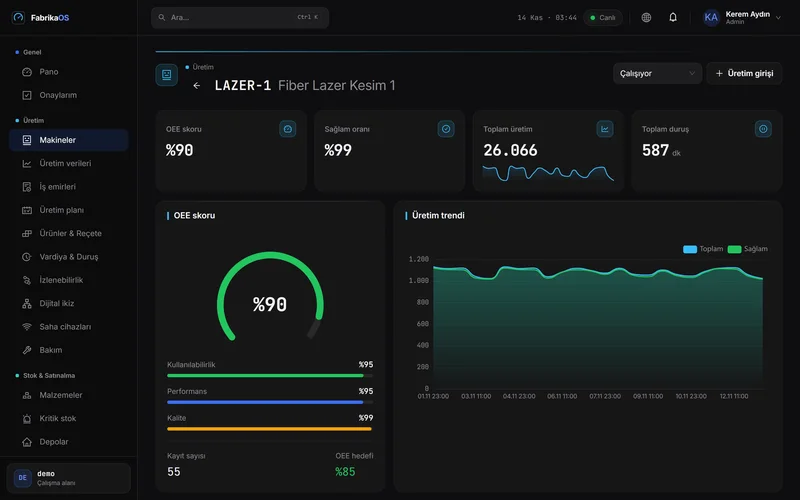 FabrikaOS
Ara...
Ctrl K
14 Kas · 03:44
Canlı
KA
Kerem Aydın
Admin
Genel
Pano
Onaylarım
Üretim
Makineler
Üretim verileri
İş emirleri
Üretim planı
Ürünler & Reçete
Vardiya & Duruş
İzlenebilirlik
Dijital ikiz
Saha cihazları
Bakım
Stok & Satınalma
Malzemeler
Kritik stok
Depolar
DE
demo
Çalışma alanı
Üretim
LAZER-1 Fiber Lazer Kesim 1
Çalışıyor
Üretim girişi
OEE skoru
%90
Sağlam oranı
%99
Toplam üretim
26.066
Toplam duruş
587 dk
OEE skoru
%90
Kullanılabilirlik %95
Performans %95
Kalite %99
Kayıt sayısı
55
OEE hedefi
%85
Üretim trendi
Toplam Sağlam
1.200
1.000
800
600
400
200
0
01.11 23:00 03.11 11:00 04.11 23:00 06.11 11:00 07.11 23:00 09.11 11:00 10.11 23:00 12.11 11:00